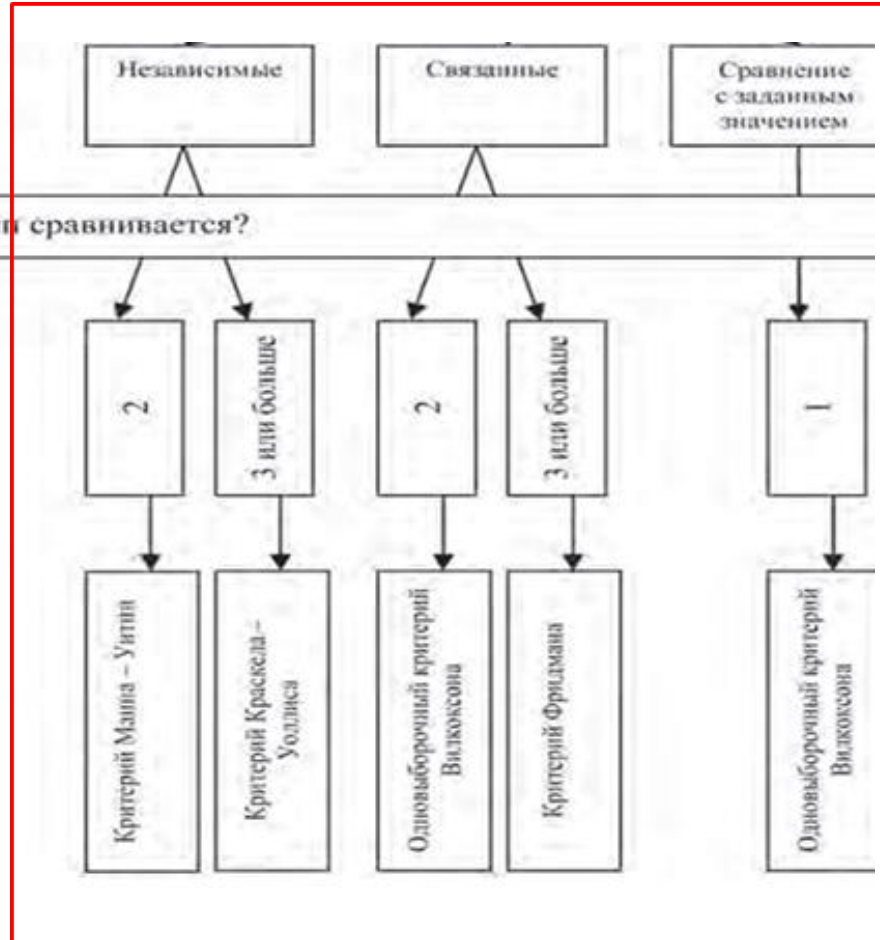 Независимые
Связанные
Сравнение
с заданным
значением
п сравнивается?
2
3 или больше
2
3 или больше
1
Критерий Манна – Уитни
Критерий Краскела –
Уоллиса
Одновыборочный критерий
Вилкоксона
Критерий Фридмана
Одновыборочный критерий
Вилкоксона